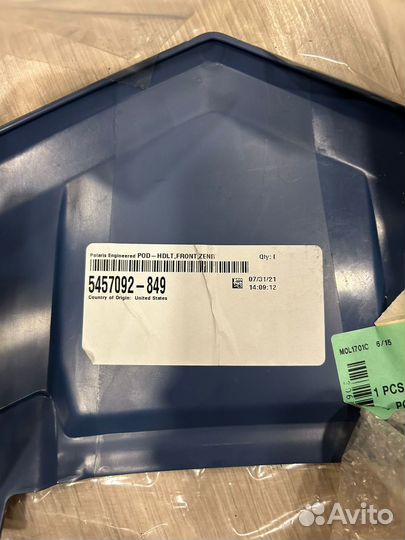 Polaris Engineered POD-HDLT,FRONT,ZENB Qty: 1
5457092-849
07/31/21
14:09:12
Country of Origin: United States
MOL1701C 6/15
1 PCS
Avito